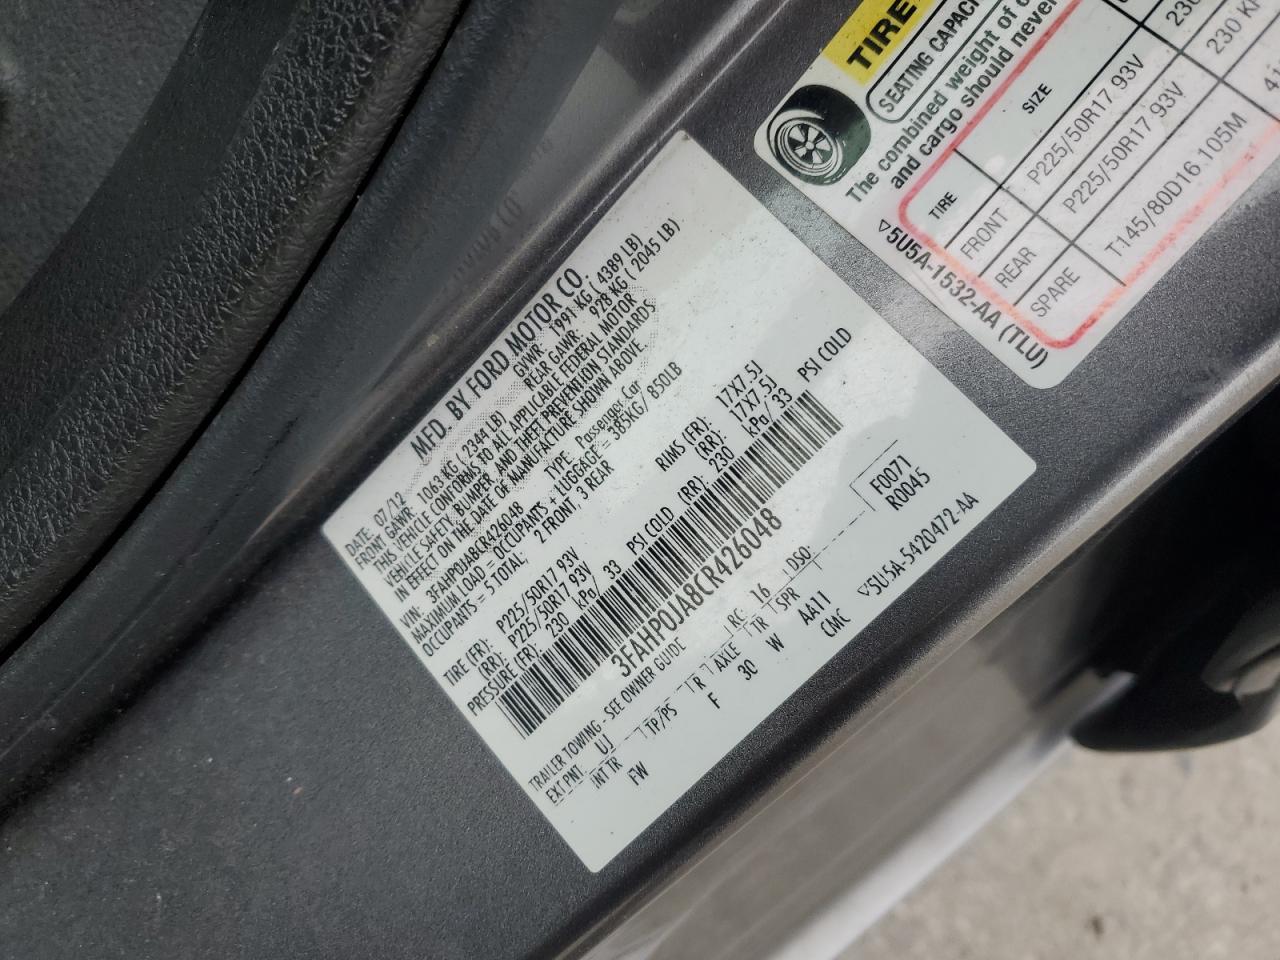 MFD. BY FORD MOTOR CO.
DATE: 07/12 GVWR: 1991 KG ( 4389 LB)
FRONT GAWR: 1063 KG ( 2344 LB) REAR GAWR: 928 KG ( 2045 LB)
THIS VEHICLE CONFORMS TO ALL APPLICABLE FEDERAL MOTOR
VEHICLE SAFETY, BUMPER, AND THEFT PREVENTION STANDARDS
IN EFFECT ON THE DATE OF MANUFACTURE SHOWN ABOVE
VIN: 3FAHP0JA8CR426048 TYPE: Passenger Car
MAXIMUM LOAD = OCCUPANTS + LUGGAGE = 385KG/ 850LB
OCCUPANTS = 5 TOTAL; 2 FRONT, 3 REAR
TIRE (FR): P225/50R17 93V RIMS (FR): 17X7.5J
(RR): P225/50R17 93V (RR): 17X7.5J
PRESSURE (FR): 230 kPa/ 33 PSI COLD (RR): 230 kPa/ 33 PSI COLD
3FAHP0JA8CR426048
TRAILER TOWING - SEE OWNER GUIDE
EXT PNT: UJ RC: 16 DSO: F0071
R0045
INT TR TP/PS R AXLE TR SPR
FW F 30 W AA11
CMC
▽5U5A-5420472-AA
TIRE
SEATING CAPACI
The combined weight of
and cargo should never
TIRE SIZE
FRONT P225/50R17 93V
REAR P225/50R17 93V 230 KP
SPARE T145/80D16 105M
▽5U5A-1532-AA (TLU)